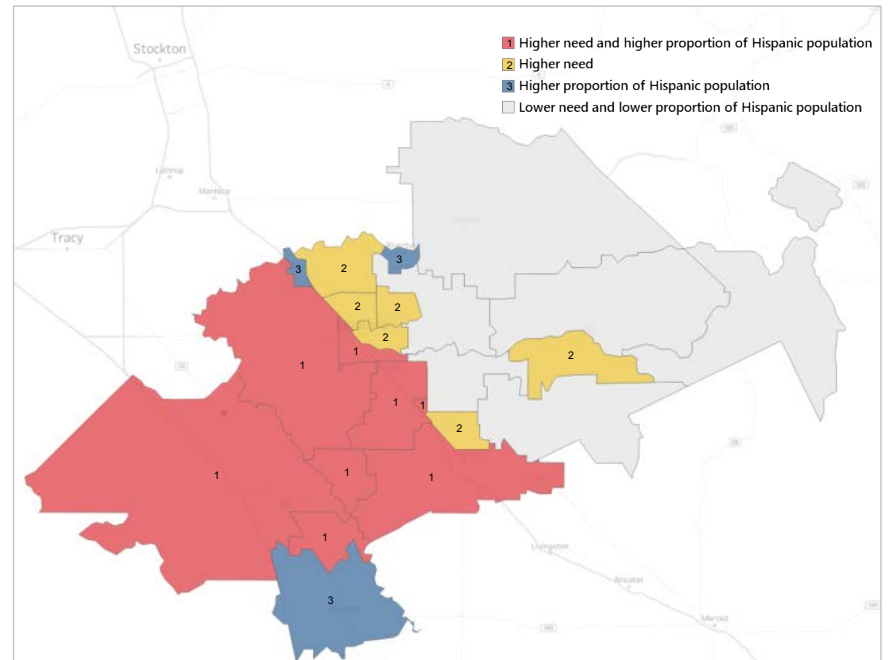 Stockton
1 Higher need and higher proportion of Hispanic population
2 Higher need
3 Higher proportion of Hispanic population
Lower need and lower proportion of Hispanic population
Lathrop
Manteca
Tracy
3
2
3
2
2
2
1
1
2
1
1
2
1
1
1
1
Livingston
Atwater
Merced
3